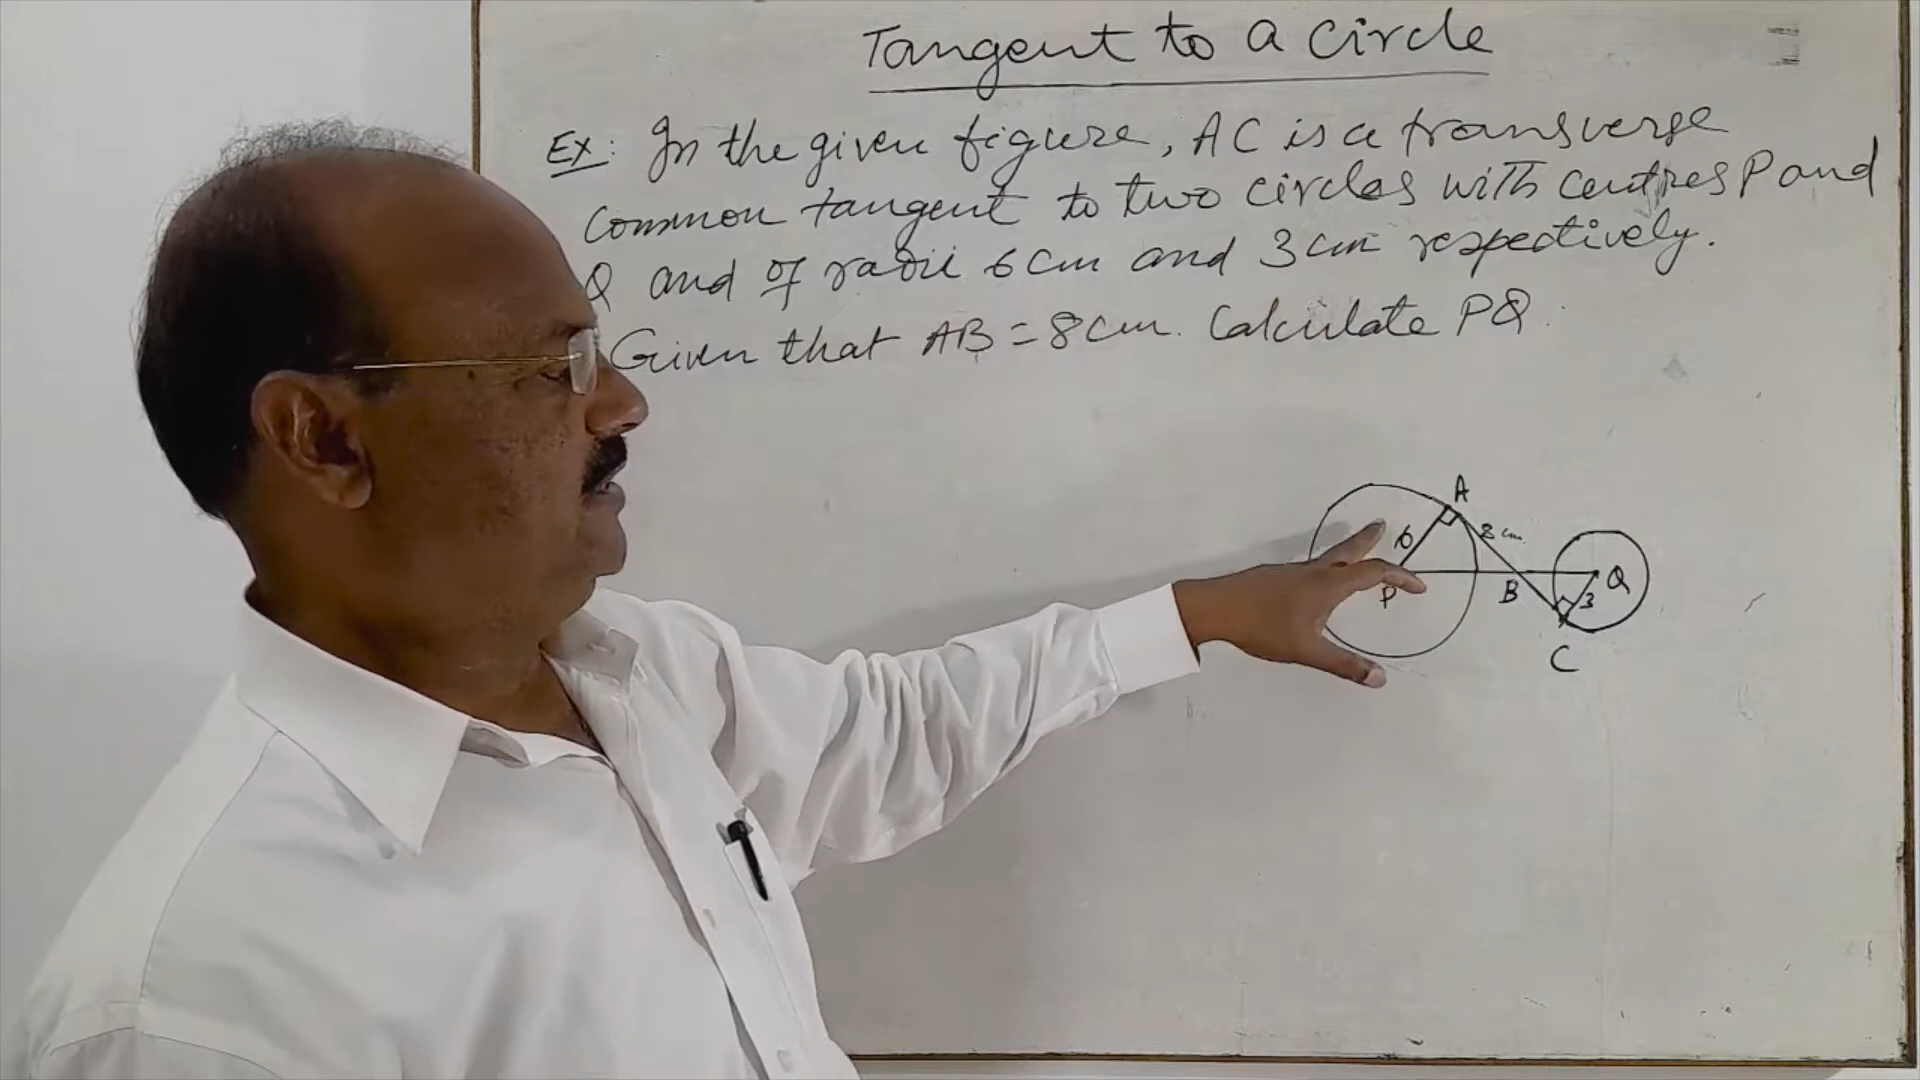 Tangent to a circle
Ex: In the given figure, AC is a transverse
common tangent to two circles with centres P and
Q and of radii 6 cm and 3 cm respectively.
Given that AB = 8 cm. Calculate PQ.
A
6
8 cm.
P
B
3
Q
C